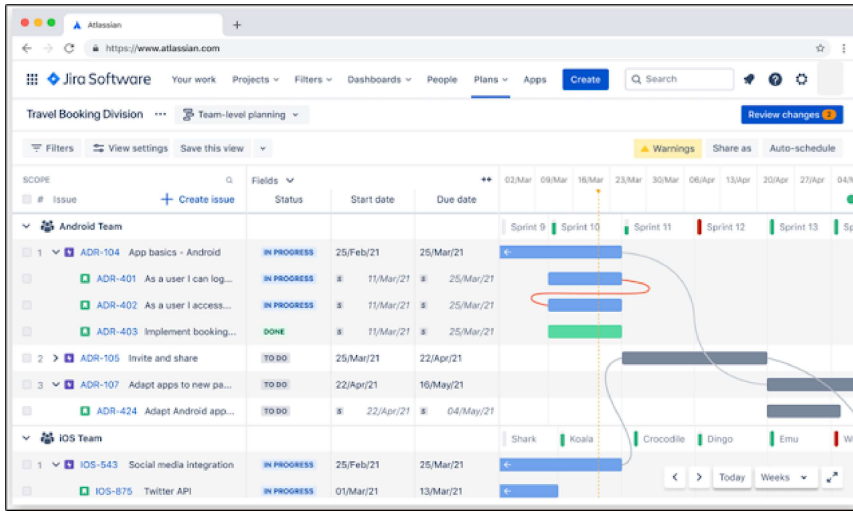 Atlassian
https://www.atlassian.com
Jira Software Your work Projects Filters Dashboards People Plans Apps Create Search
Travel Booking Division Team-level planning Review changes 2
Filters View settings Save this view Warnings Share as Auto-schedule
SCOPE Fields 02/Mar 09/Mar 16/Mar 23/Mar 30/Mar 06/Apr 13/Apr 20/Apr 27/Apr 04/
# Issue + Create issue Status Start date Due date
Android Team Sprint 9 Sprint 10 Sprint 11 Sprint 12 Sprint 13 Sp
1 ADR-104 App basics - Android IN PROGRESS 25/Feb/21 25/Mar/21
ADR-401 As a user I can log... IN PROGRESS S 11/Mar/21 S 25/Mar/21
ADR-402 As a user I access... IN PROGRESS S 11/Mar/21 S 25/Mar/21
ADR-403 Implement booking... DONE S 11/Mar/21 S 25/Mar/21
2 ADR-105 Invite and share TO DO 25/Mar/21 22/Apr/21
3 ADR-107 Adapt apps to new pa... TO DO 22/Apr/21 16/May/21
ADR-424 Adapt Android app... TO DO S 22/Apr/21 S 04/May/21
iOS Team Shark Koala Crocodile Dingo Emu W
1 IOS-543 Social media integration IN PROGRESS 25/Feb/21 25/Mar/21
Today Weeks
IOS-875 Twitter API IN PROGRESS 01/Mar/21 13/Mar/21